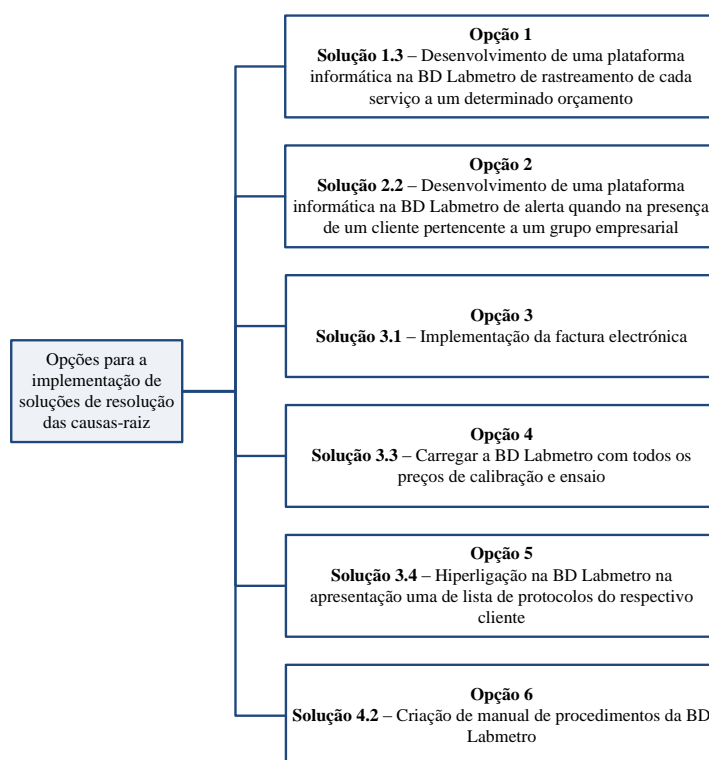 Opção 1
Solução 1.3 – Desenvolvimento de uma plataforma
informática na BD Labmetro de rastreamento de cada
serviço a um determinado orçamento
Opção 2
Solução 2.2 – Desenvolvimento de uma plataforma
informática na BD Labmetro de alerta quando na presença
de um cliente pertencente a um grupo empresarial
Opção 3
Solução 3.1 – Implementação da factura electrónica
Opções para a
implementação de
soluções de resolução
das causas-raiz
Opção 4
Solução 3.3 – Carregar a BD Labmetro com todos os
preços de calibração e ensaio
Opção 5
Solução 3.4 – Hiperligação na BD Labmetro na
apresentação uma de lista de protocolos do respectivo
cliente
Opção 6
Solução 4.2 – Criação de manual de procedimentos da BD
Labmetro